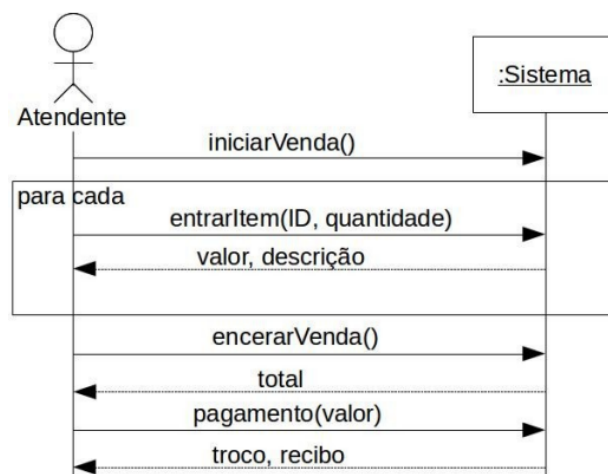 :Sistema
Atendente
iniciarVenda()
para cada
entrarItem(ID, quantidade)
valor, descrição
encerarVenda()
total
pagamento(valor)
troco, recibo